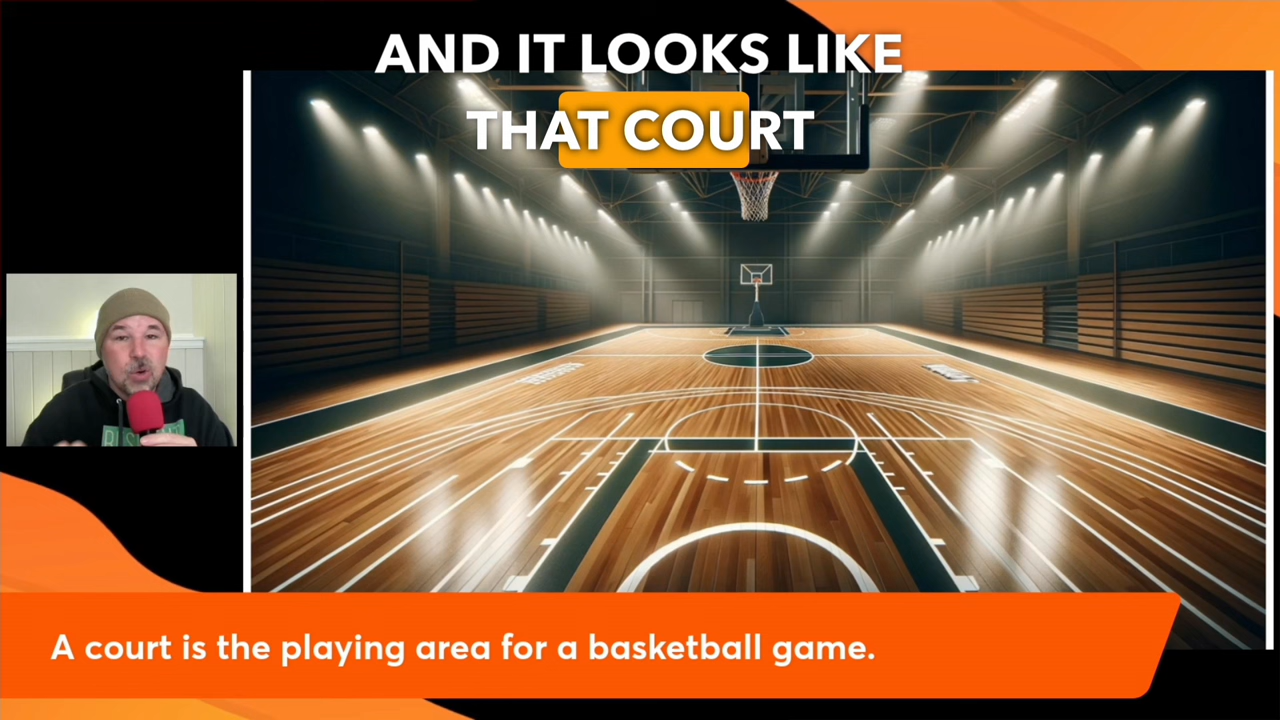 AND IT LOOKS LIKE
THAT COURT
A court is the playing area for a basketball game.